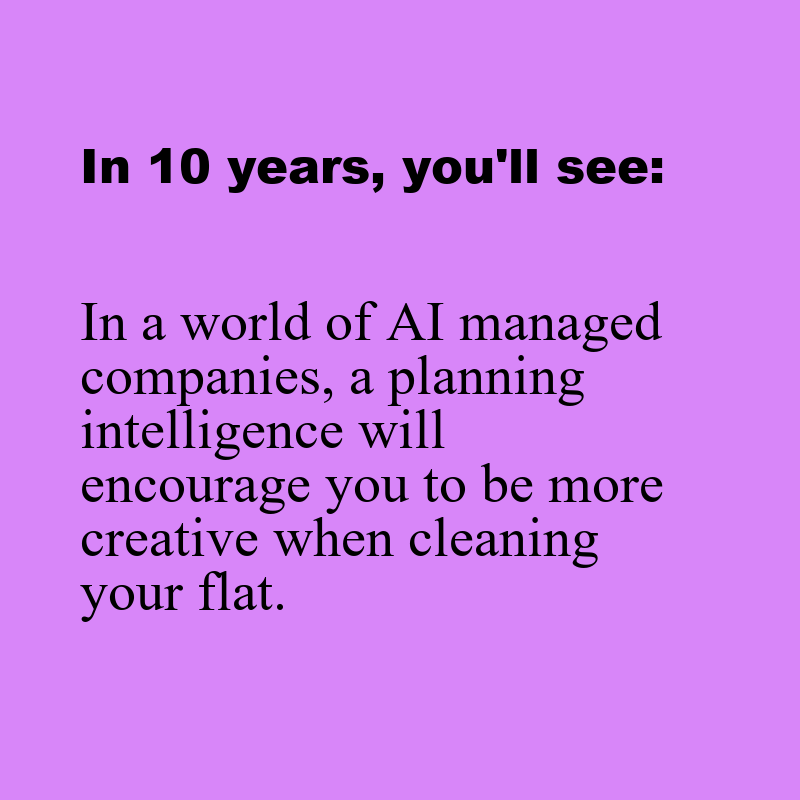 In 10 years, you'll see:
In a world of AI managed
companies, a planning
intelligence will
encourage you to be more
creative when cleaning
your flat.